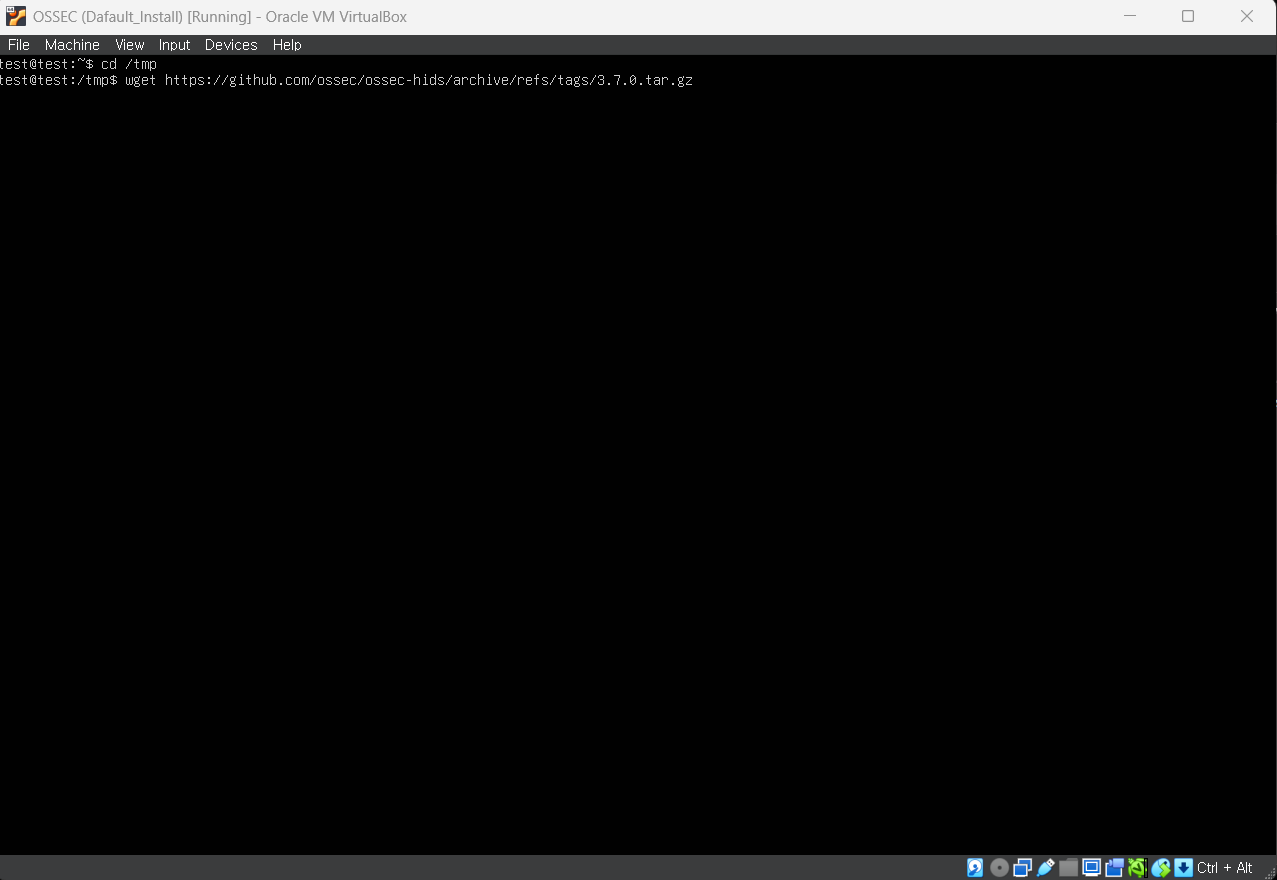 OSSEC (Dafault_Install) [Running] - Oracle VM VirtualBox
File Machine View Input Devices Help
test@test:~$ cd /tmp
test@test:/tmp$ wget https://github.com/ossec/ossec-hids/archive/refs/tags/3.7.0.tar.gz
Ctrl + Alt